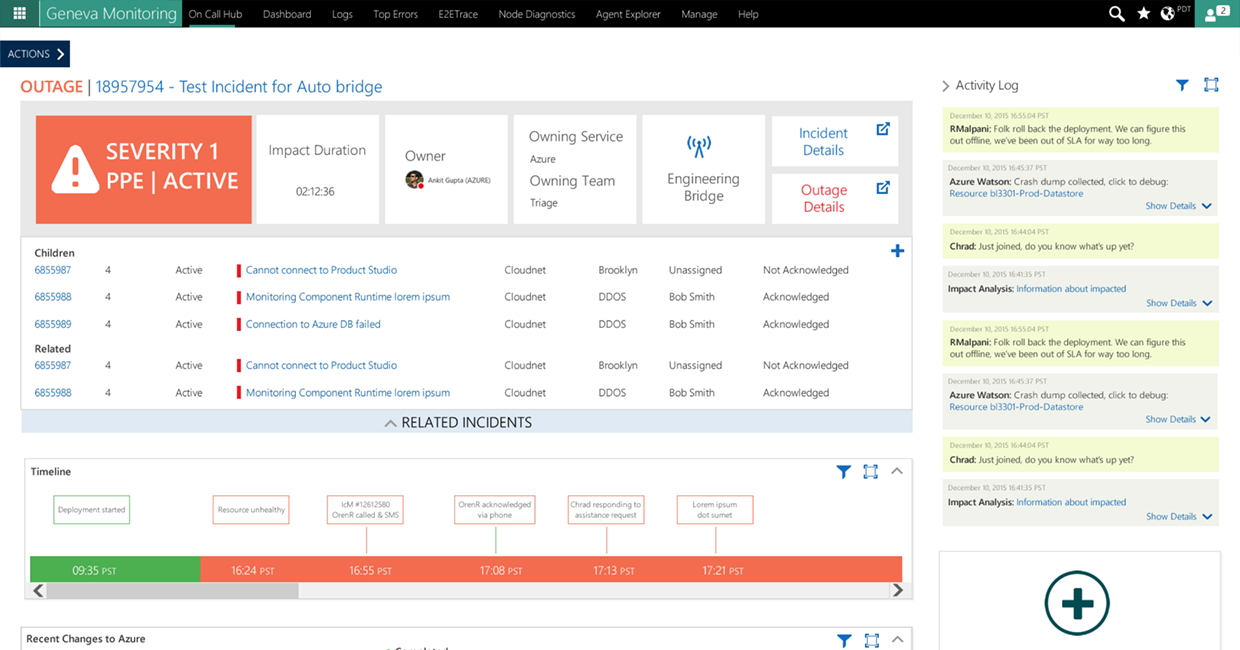 Geneva Monitoring On Call Hub Dashboard Logs Top Errors E2ETrace Node Diagnostics Agent Explorer Manage Help PDT 2
ACTIONS
OUTAGE | 18957954 - Test Incident for Auto bridge
SEVERITY 1
PPE | ACTIVE
Impact Duration
02:12:36
Owner
Ankit Gupta (AZURE)
Owning Service
Azure
Owning Team
Triage
Engineering
Bridge
Incident
Details
Outage
Details
Children
6855987 4 Active Cannot connect to Product Studio Cloudnet Brooklyn Unassigned Not Acknowledged
6855988 4 Active Monitoring Component Runtime lorem ipsum Cloudnet DDOS Bob Smith Acknowledged
6855989 4 Active Connection to Azure DB failed Cloudnet DDOS Bob Smith Acknowledged
Related
6855987 4 Active Cannot connect to Product Studio Cloudnet Brooklyn Unassigned Not Acknowledged
6855988 4 Active Monitoring Component Runtime lorem ipsum Cloudnet DDOS Bob Smith Acknowledged
RELATED INCIDENTS
Timeline
Deployment started
Resource unhealthy
IcM #12612580
OrenR called & SMS
OrenR acknowledged
via phone
Chrad responding to
assistance request
Lorem ipsum
dot sumet
09:35 PST 16:24 PST 16:55 PST 17:08 PST 17:13 PST 17:21 PST
Recent Changes to Azure
Completed
Activity Log
December 10, 2015 16:55:04 PST
RMalpani: Folk roll back the deployment. We can figure this
out offline, we've been out of SLA for way too long.
December 10, 2015 16:45:37 PST
Azure Watson: Crash dump collected, click to debug:
Resource bl3301-Prod-Datastore
Show Details
December 10, 2015 16:44:04 PST
Chrad: Just joined, do you know what's up yet?
December 10, 2015 16:41:35 PST
Impact Analysis: Information about impacted
Show Details
December 10, 2015 16:55:04 PST
RMalpani: Folk roll back the deployment. We can figure this
out offline, we've been out of SLA for way too long.
December 10, 2015 16:45:37 PST
Azure Watson: Crash dump collected, click to debug:
Resource bl3301-Prod-Datastore
Show Details
December 10, 2015 16:44:04 PST
Chrad: Just joined, do you know what's up yet?
December 10, 2015 16:41:35 PST
Impact Analysis: Information about impacted
Show Details